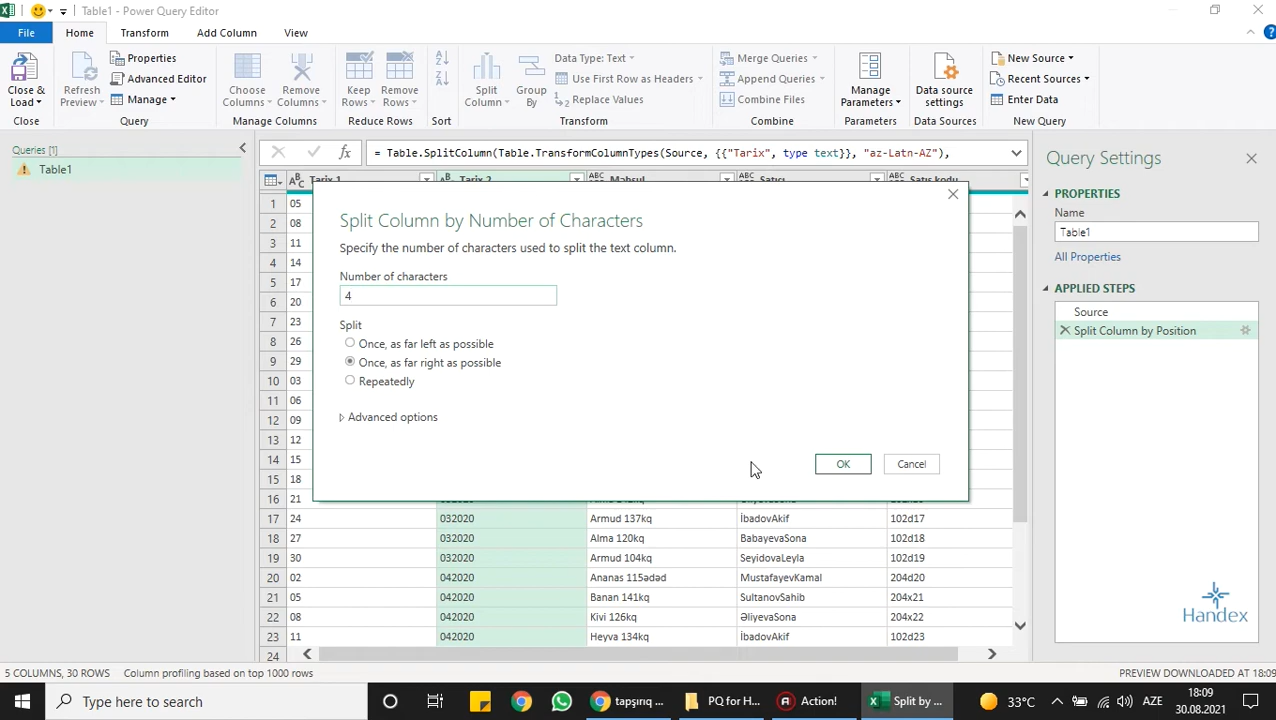 Table1 - Power Query Editor
File Home Transform Add Column View
Close & Load
Refresh Preview
Properties
Advanced Editor
Manage
Choose Columns
Remove Columns
Keep Rows
Remove Rows
Split Column
Group By
Data Type: Text
Use First Row as Headers
Replace Values
Merge Queries
Append Queries
Combine Files
Manage Parameters
Data source settings
New Source
Recent Sources
Enter Data
Close Query Manage Columns Reduce Rows Sort Transform Combine Parameters Data Sources New Query
Queries [1]
Table1
= Table.SplitColumn(Table.TransformColumnTypes(Source, {{"Tarix", type text}}, "az-Latn-AZ"),
Tarix.1 Tarix.2 Məhsul Satıcı Satış kodu
1 05
2 08
3 11
4 14
5 17
6 20
7 23
8 26
9 29
10 03
11 06
12 09
13 12
14 15
15 18
16 21
17 24 032020 Armud 137kq İbadovAkif 102d17
18 27 032020 Alma 120kq BabayevaSona 102d18
19 30 032020 Armud 104kq SeyidovaLeyla 102d19
20 02 042020 Ananas 115ədəd MustafayevKamal 204d20
21 05 042020 Banan 141kq SultanovSahib 204x21
22 08 042020 Kivi 126kq ƏliyevaSona 204x22
23 11 042020 Heyva 134kq İbadovAkif 102d23
24
Split Column by Number of Characters
Specify the number of characters used to split the text column.
Number of characters
4
Split
Once, as far left as possible
Once, as far right as possible
Repeatedly
Advanced options
OK Cancel
Query Settings
PROPERTIES
Name
Table1
All Properties
APPLIED STEPS
Source
Split Column by Position
Handex
5 COLUMNS, 30 ROWS Column profiling based on top 1000 rows
PREVIEW DOWNLOADED AT 18:09
Type here to search
tapşırıq ...
PQ for H...
Action!
Split by ...
33°C
AZE
18:09
30.08.2021